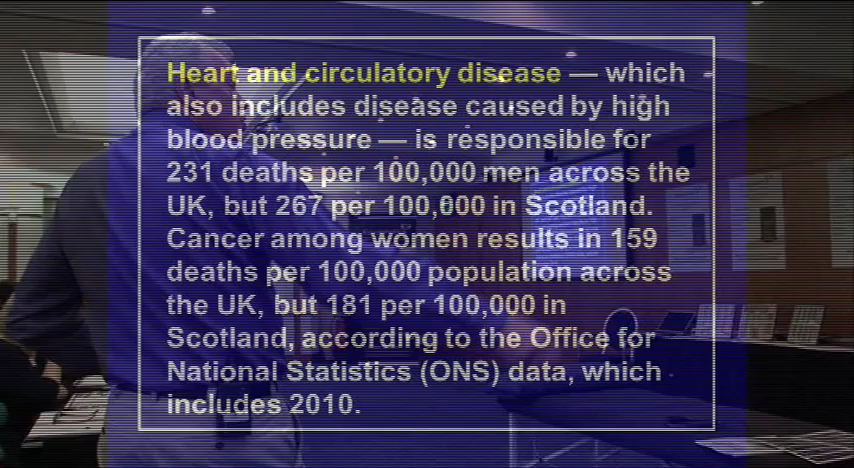 Heart and circulatory disease — which
also includes disease caused by high
blood pressure — is responsible for
231 deaths per 100,000 men across the
UK, but 267 per 100,000 in Scotland.
Cancer among women results in 159
deaths per 100,000 population across
the UK, but 181 per 100,000 in
Scotland, according to the Office for
National Statistics (ONS) data, which
includes 2010.